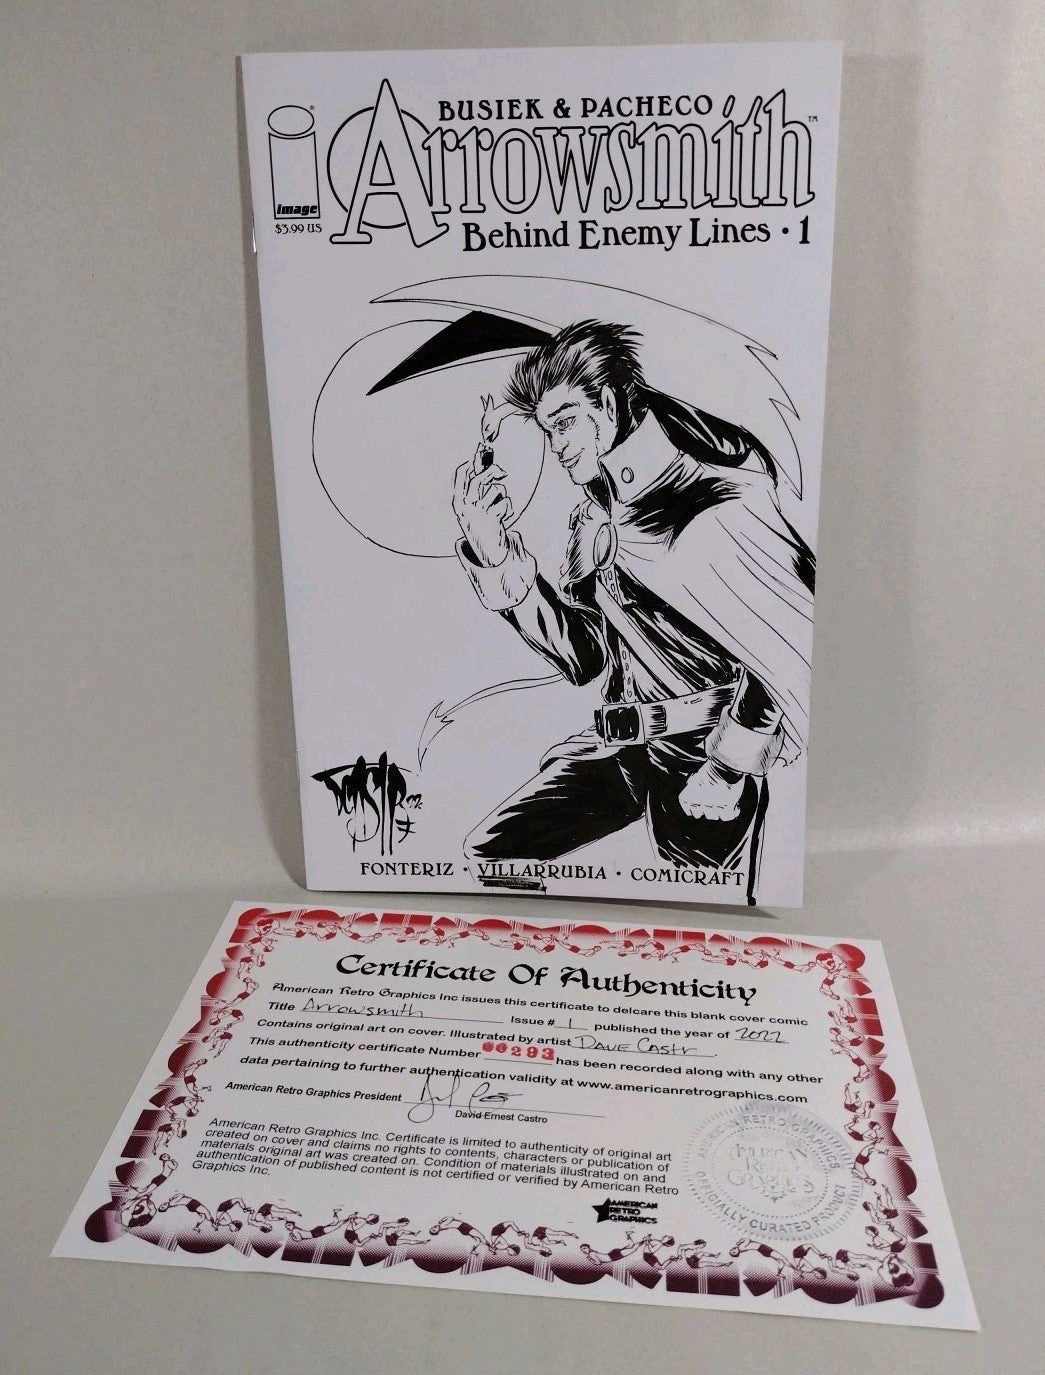 BUSIEK & PACHECO
Arrowsmith™
i®
image
$3.99 US
Behind Enemy Lines • 1
FONTERIZ • VILLARRUBIA • COMICRAFT
Certificate Of Authenticity
American Retro Graphics Inc issues this certificate to delcare this blank cover comic
Title Arrowsmith Issue # 1 published the year of 2022
Contains original art on cover. Illustrated by artist DAVE CASTR.
This authenticity certificate Number 00293 has been recorded along with any other
data pertaining to further authentication validity at www.americanretrographics.com
American Retro Graphics President
David Ernest Castro
American Retro Graphics Inc. Certificate is limited to authenticity of original art
created on cover and claims no rights to contents, characters or publication of
materials original art was created on. Condition of materials illustrated on and
authentication of published content is not certified or verified by American Retro
Graphics Inc.
AMERICAN
RETRO
GRAPHICS
AMERICAN RETRO GRAPHICS
AMERICAN
RETRO
GRAPHICS
OFFICIALLY CURATED PRODUCT